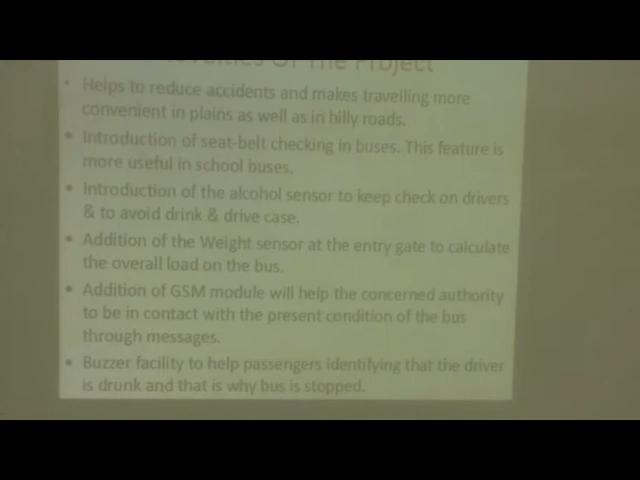 Of The Project
• Helps to reduce accidents and makes travelling more
convenient in plains as well as in hilly roads.
• Introduction of seat-belt checking in buses. This feature is
more useful in school buses.
• Introduction of the alcohol sensor to keep check on drivers
& to avoid drink & drive case.
• Addition of the Weight sensor at the entry gate to calculate
the overall load on the bus.
• Addition of GSM module will help the concerned authority
to be in contact with the present condition of the bus
through messages.
• Buzzer facility to help passengers identifying that the driver
is drunk and that is why bus is stopped.